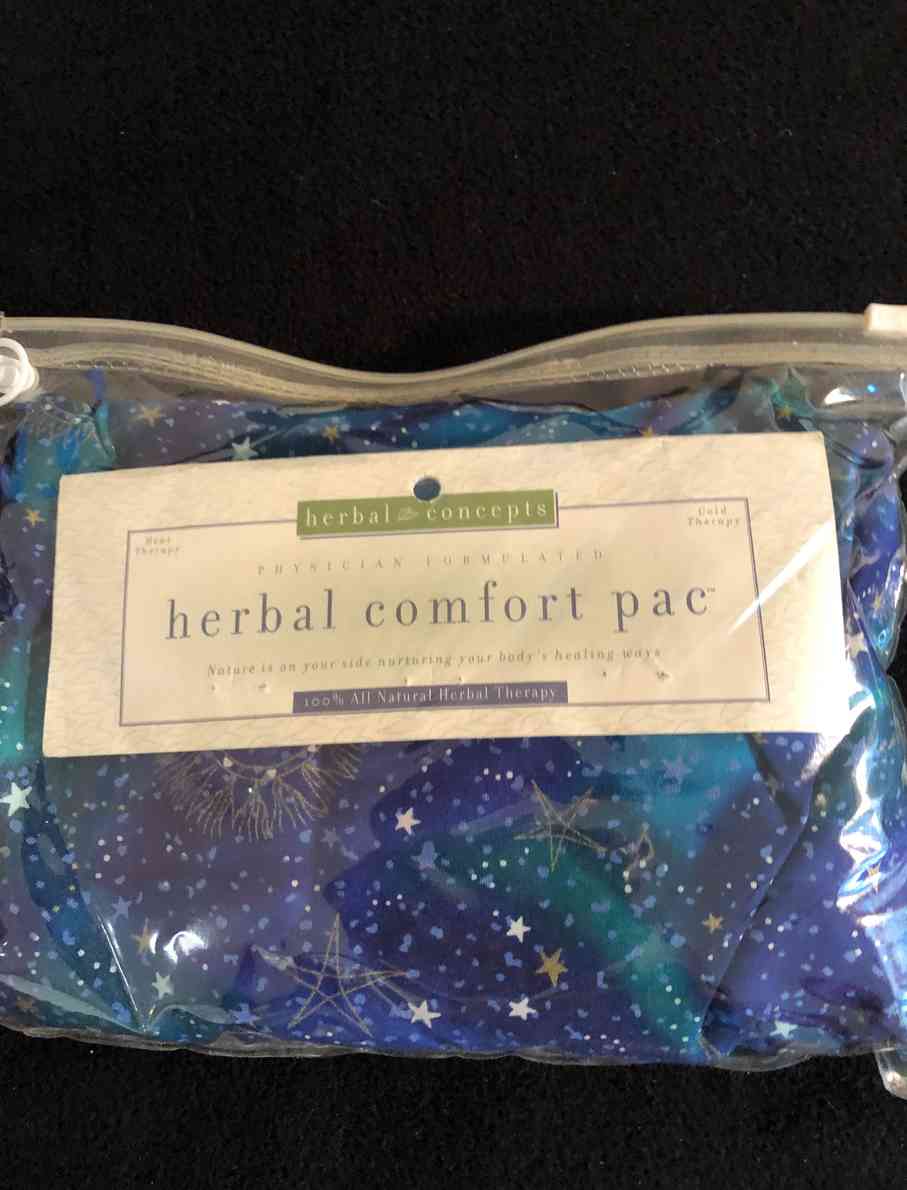 herbal concepts
Heat
Therapy
Cold
Therapy
PHYSICIAN FORMULATED
herbal comfort pac™
Nature is on your side nurturing your body's healing ways
100% All Natural Herbal Therapy